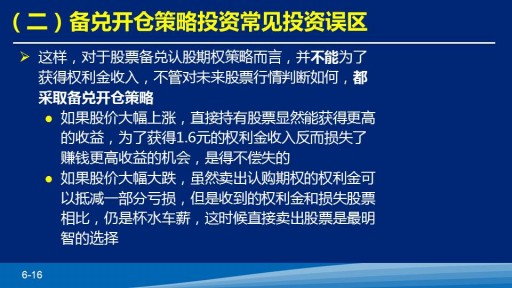 （二）备兑开仓策略投资常见投资误区
这样，对于股票备兑认股期权策略而言，并不能为了
获得权利金收入，不管对未来股票行情判断如何，都
采取备兑开仓策略
如果股价大幅上涨，直接持有股票显然能获得更高
的收益，为了获得1.6元的权利金收入反而损失了
赚钱更高收益的机会，是得不偿失的
如果股价大幅大跌，虽然卖出认购期权的权利金可
以抵减一部分亏损，但是收到的权利金和损失股票
相比，仍是杯水车薪，这时候直接卖出股票是最明
智的选择
6-16